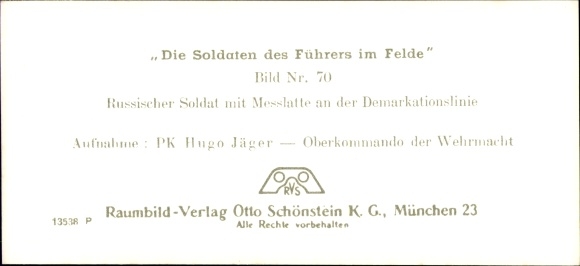 „Die Soldaten des Führers im Felde"
Bild Nr. 70
Russischer Soldat mit Messlatte an der Demarkationslinie
Aufnahme : PK Hugo Jäger — Oberkommando der Wehrmacht
RVS
Raumbild-Verlag Otto Schönstein K. G., München 23
Alle Rechte vorbehalten
13538 P